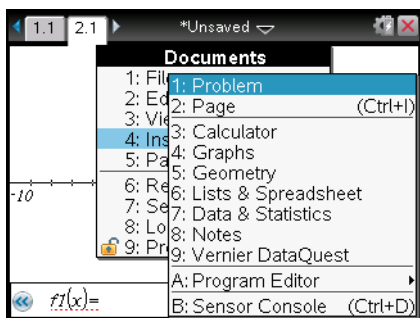 1.1 2.1 *Unsaved
Documents
1: Fil
2: Ed
3: Vie
4: Ins
5: Pa
6: Re
7: Se
8: Lo
9: Pr
1: Problem
2: Page (Ctrl+I)
3: Calculator
4: Graphs
5: Geometry
6: Lists & Spreadsheet
7: Data & Statistics
8: Notes
9: Vernier DataQuest
A: Program Editor
B: Sensor Console (Ctrl+D)
-10
f1(x)=